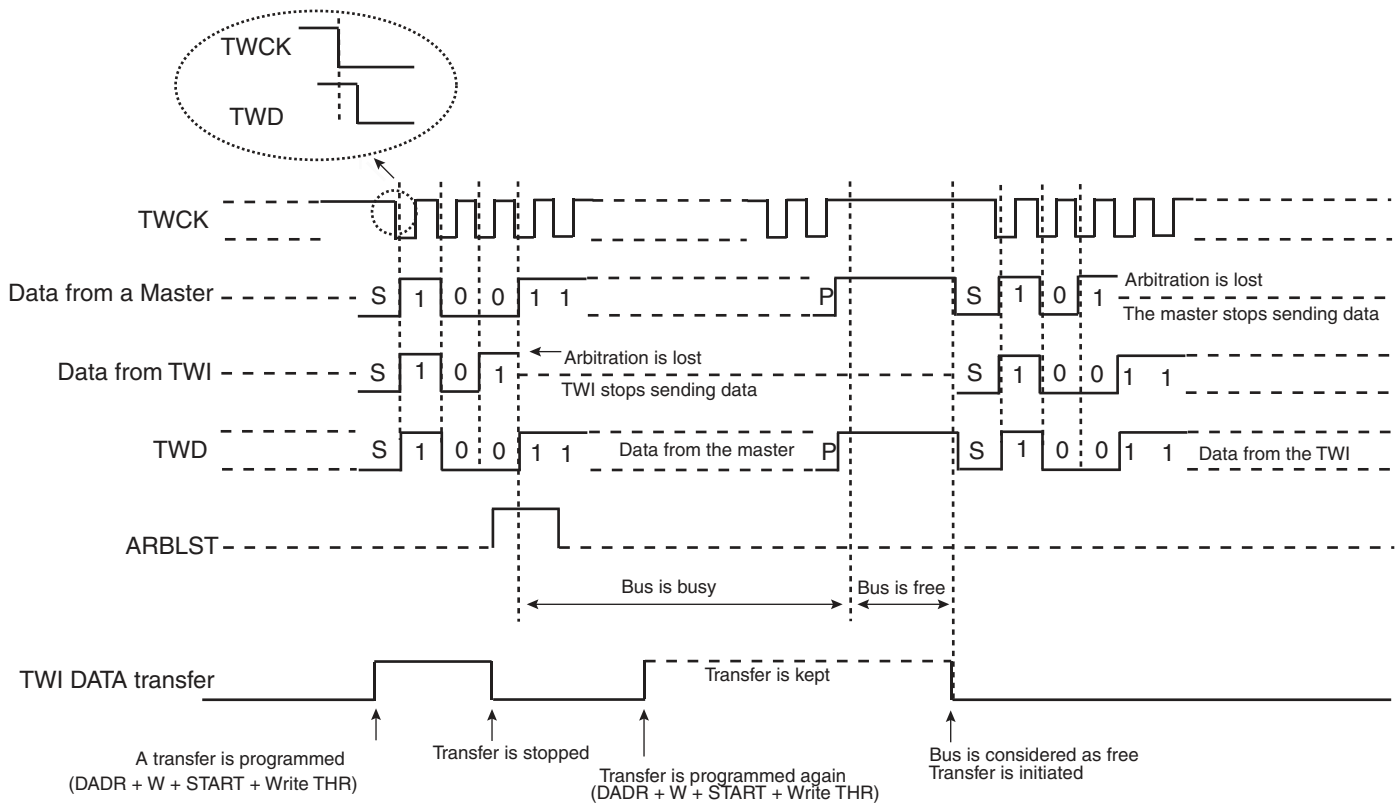 TWCK
TWD
TWCK
Data from a Master S 1 0 0 1 1 P S 1 0 1 Arbitration is lost
The master stops sending data
Data from TWI S 1 0 1 Arbitration is lost S 1 0 0 1 1
TWI stops sending data
TWD S 1 0 0 1 1 Data from the master P S 1 0 0 1 1 Data from the TWI
ARBLST
Bus is busy Bus is free
TWI DATA transfer Transfer is kept
A transfer is programmed
(DADR + W + START + Write THR)
Transfer is stopped
Transfer is programmed again
(DADR + W + START + Write THR)
Bus is considered as free
Transfer is initiated